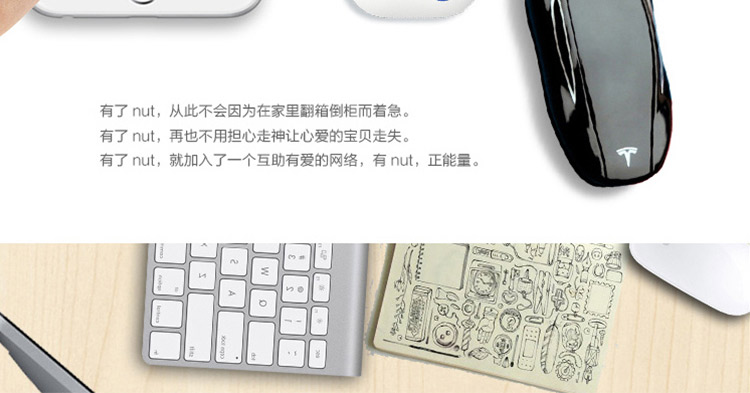 有了 nut，从此不会因为在家里翻箱倒柜而着急。
有了 nut，再也不用担心走神让心爱的宝贝走失。
有了 nut，就加入了一个互助有爱的网络，有 nut，正能量。